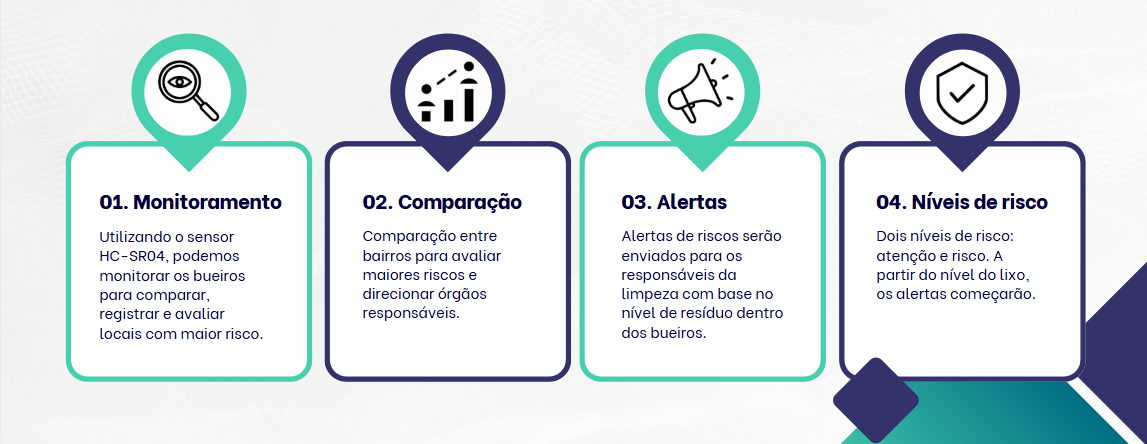 01. Monitoramento
Utilizando o sensor
HC-SR04, podemos
monitorar os bueiros
para comparar,
registrar e avaliar
locais com maior risco.
02. Comparação
Comparação entre
bairros para avaliar
maiores riscos e
direcionar órgãos
responsáveis.
03. Alertas
Alertas de riscos serão
enviados para os
responsáveis da
limpeza com base no
nível de resíduo dentro
dos bueiros.
04. Níveis de risco
Dois níveis de risco:
atenção e risco. A
partir do nível do lixo,
os alertas começarão.